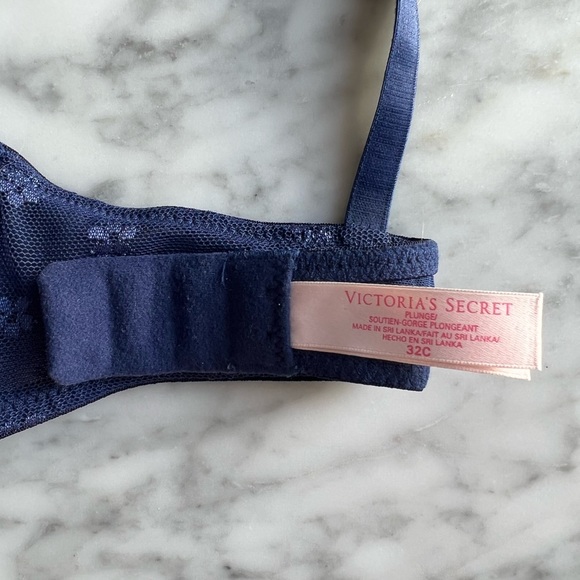 VICTORIA'S SECRET
PLUNGE/
SOUTIEN-GORGE PLONGEANT
MADE IN SRI LANKA/FAIT AU SRI LANKA/
HECHO EN SRI LANKA
32C